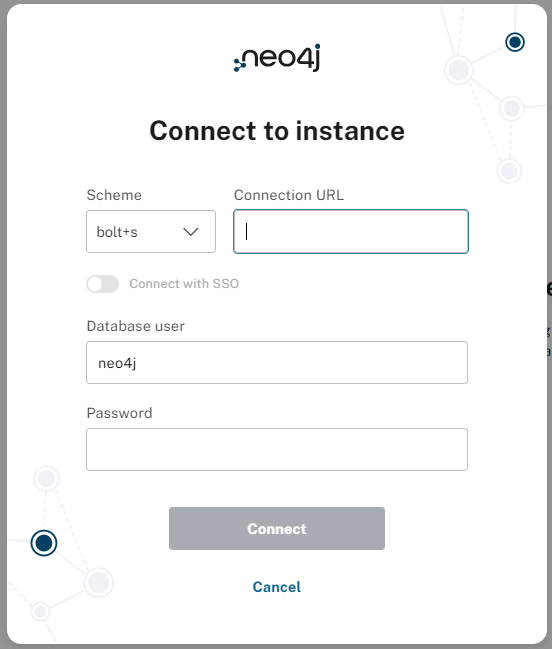 neo4j
Connect to instance
Scheme
Connection URL
bolt+s
Connect with SSO
Database user
neo4j
Password
Connect
Cancel